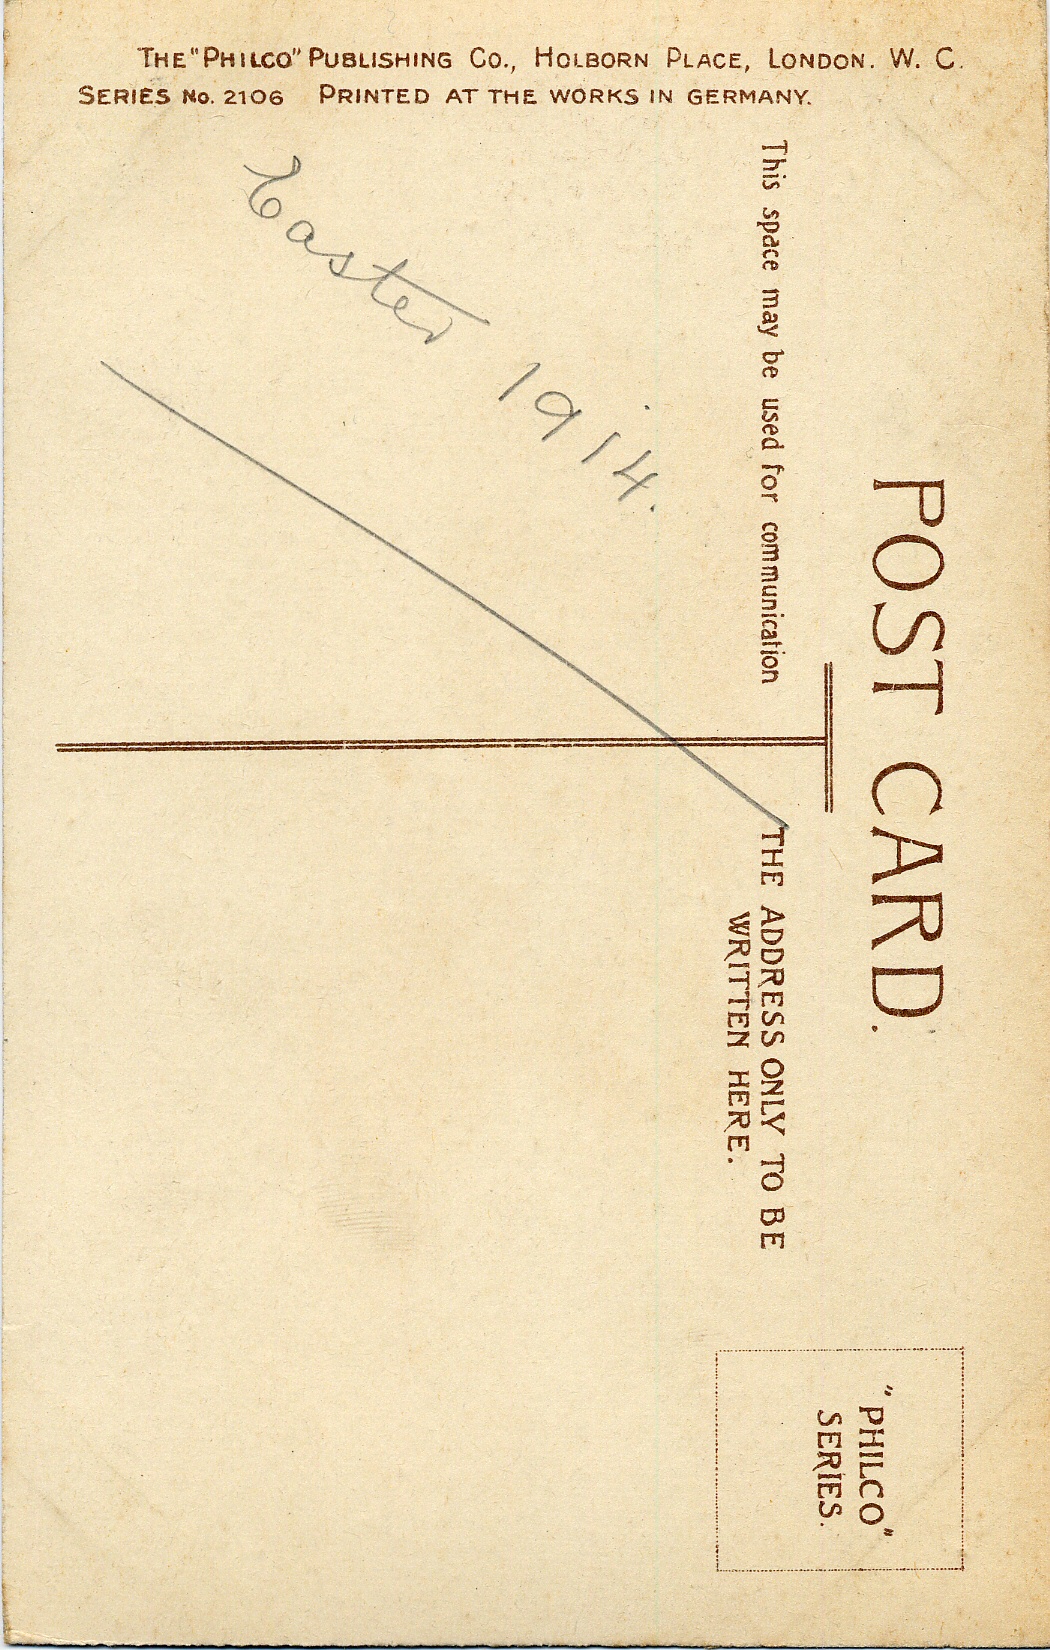 THE "PHILCO" PUBLISHING CO., HOLBORN PLACE, LONDON. W. C.
SERIES No. 2106 PRINTED AT THE WORKS IN GERMANY.
POST CARD.
This space may be used for communication
THE ADDRESS ONLY TO BE
WRITTEN HERE.
"PHILCO"
SERIES.
Easter 1914.